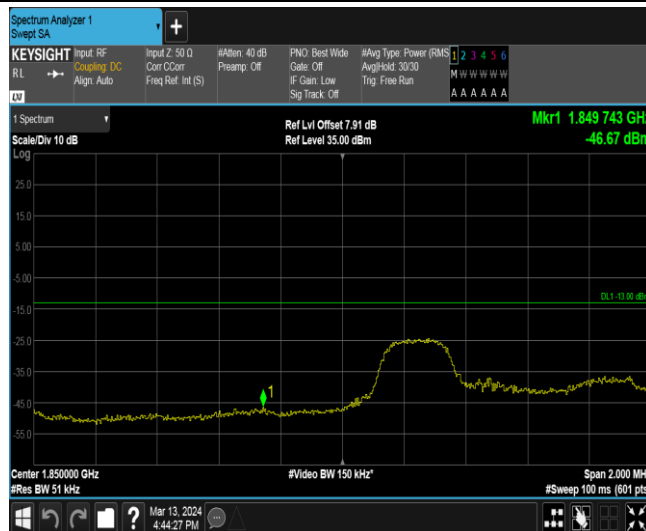 Spectrum Analyzer 1
Swept SA
+
KEYSIGHT
RL
Input: RF
Coupling: DC
Align: Auto
Input Z: 50 Ω
Corr CCorr
Freq Ref: Int (S)
#Atten: 40 dB
Preamp: Off
PNO: Best Wide
Gate: Off
IF Gain: Low
Sig Track: Off
#Avg Type: Power (RMS
Avg|Hold: 30/30
Trig: Free Run
1 2 3 4 5 6
M W W W W W
A A A A A A
LXI
1 Spectrum
Scale/Div 10 dB
Ref Lvl Offset 7.91 dB
Ref Level 35.00 dBm
Mkr1 1.849 743 GHz
-46.67 dBm
Log
25.0
15.0
5.00
-5.00
-15.0
-25.0
-35.0
-45.0
-55.0
DL1 -13.00 dBm
1
Center 1.850000 GHz
#Res BW 51 kHz
#Video BW 150 kHz*
Span 2.000 MH
#Sweep 100 ms (601 pts
?
Mar 13, 2024
4:44:27 PM